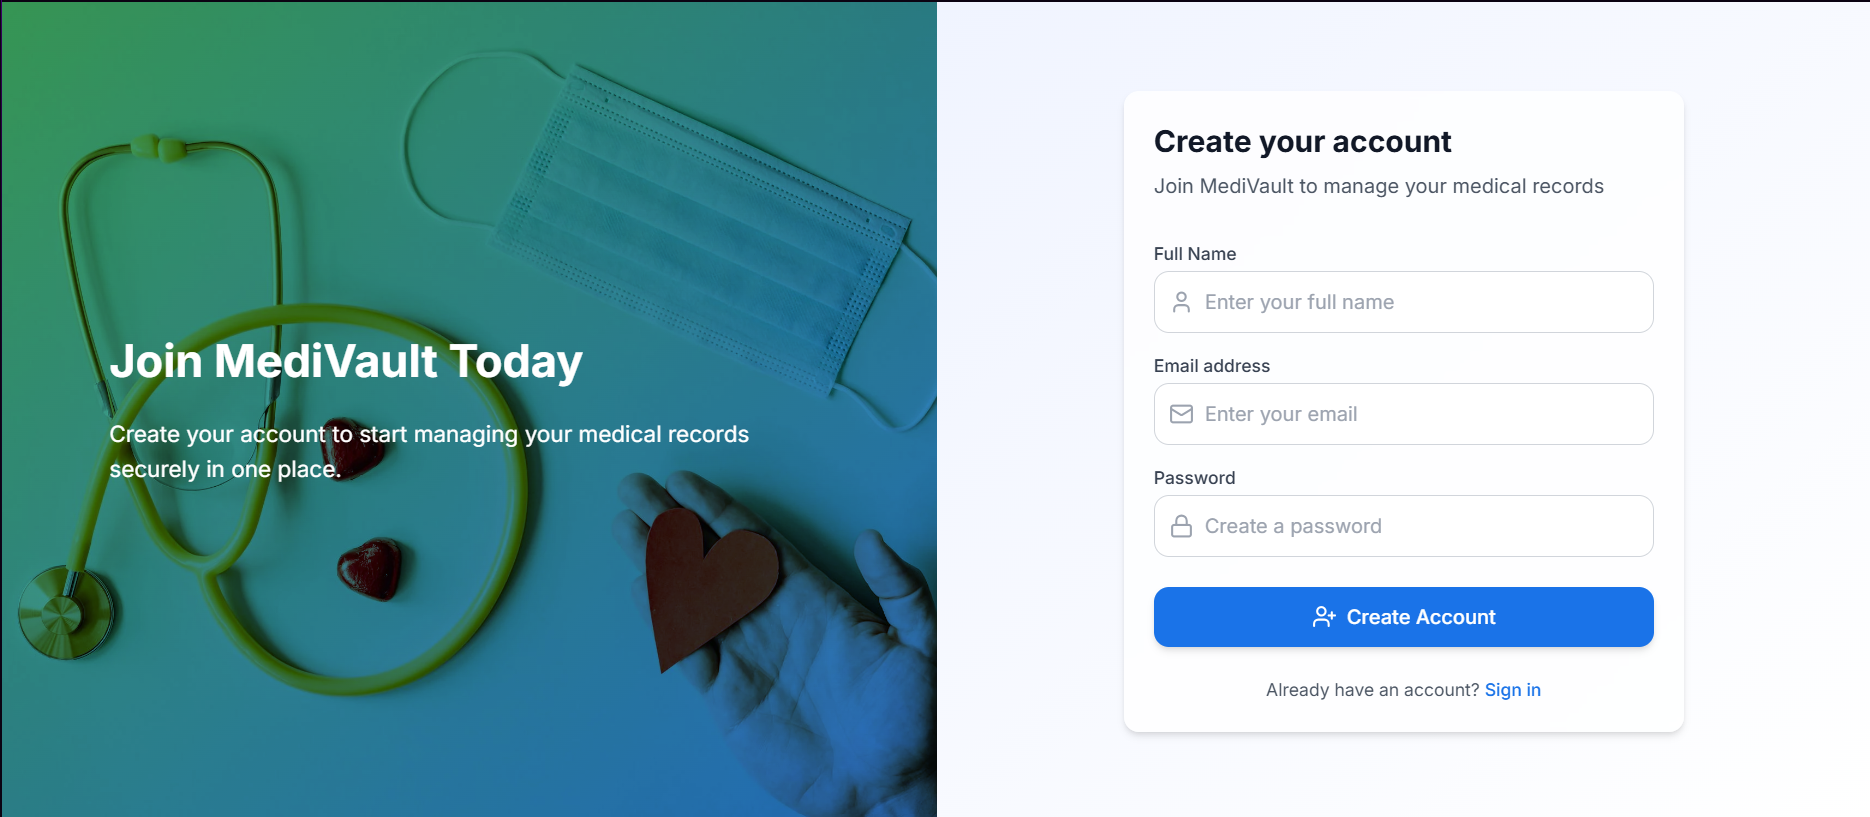 Join MediVault Today
Create your account to start managing your medical records
securely in one place.
Create your account
Join MediVault to manage your medical records
Full Name
Enter your full name
Email address
Enter your email
Password
Create a password
Create Account
Already have an account? Sign in